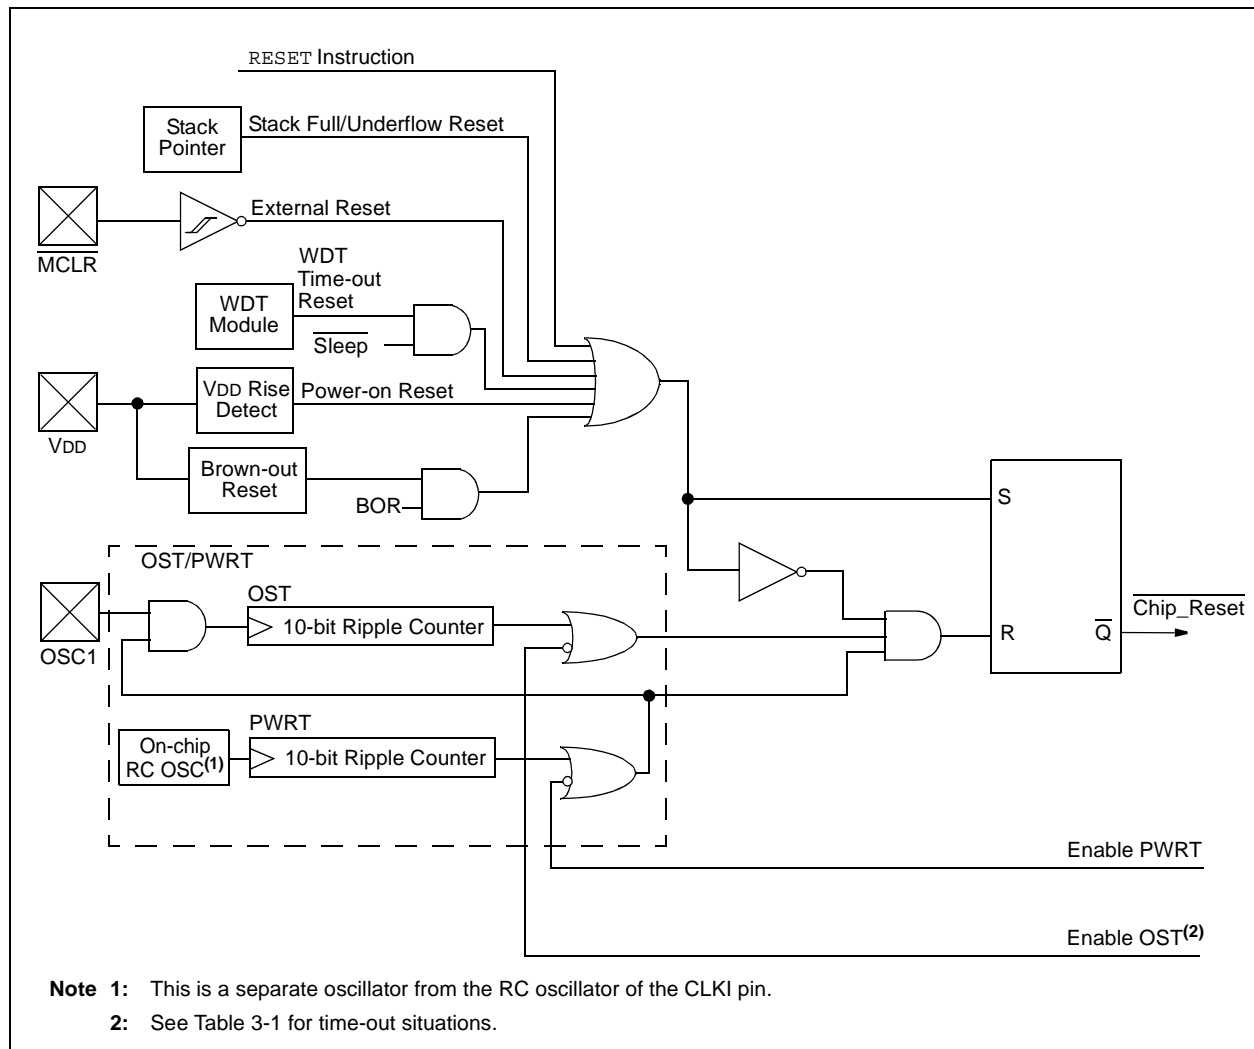 RESET Instruction
Stack
Pointer
Stack Full/Underflow Reset
External Reset
MCLR
WDT
Time-out
Reset
WDT
Module
Sleep
VDD Rise
Detect
Power-on Reset
VDD
Brown-out
Reset
BOR
S
OST/PWRT
OST
10-bit Ripple Counter
OSC1
Chip_Reset
R
Q
PWRT
On-chip
RC OSC(1)
10-bit Ripple Counter
Enable PWRT
Enable OST(2)
Note 1: This is a separate oscillator from the RC oscillator of the CLKI pin.
2: See Table 3-1 for time-out situations.